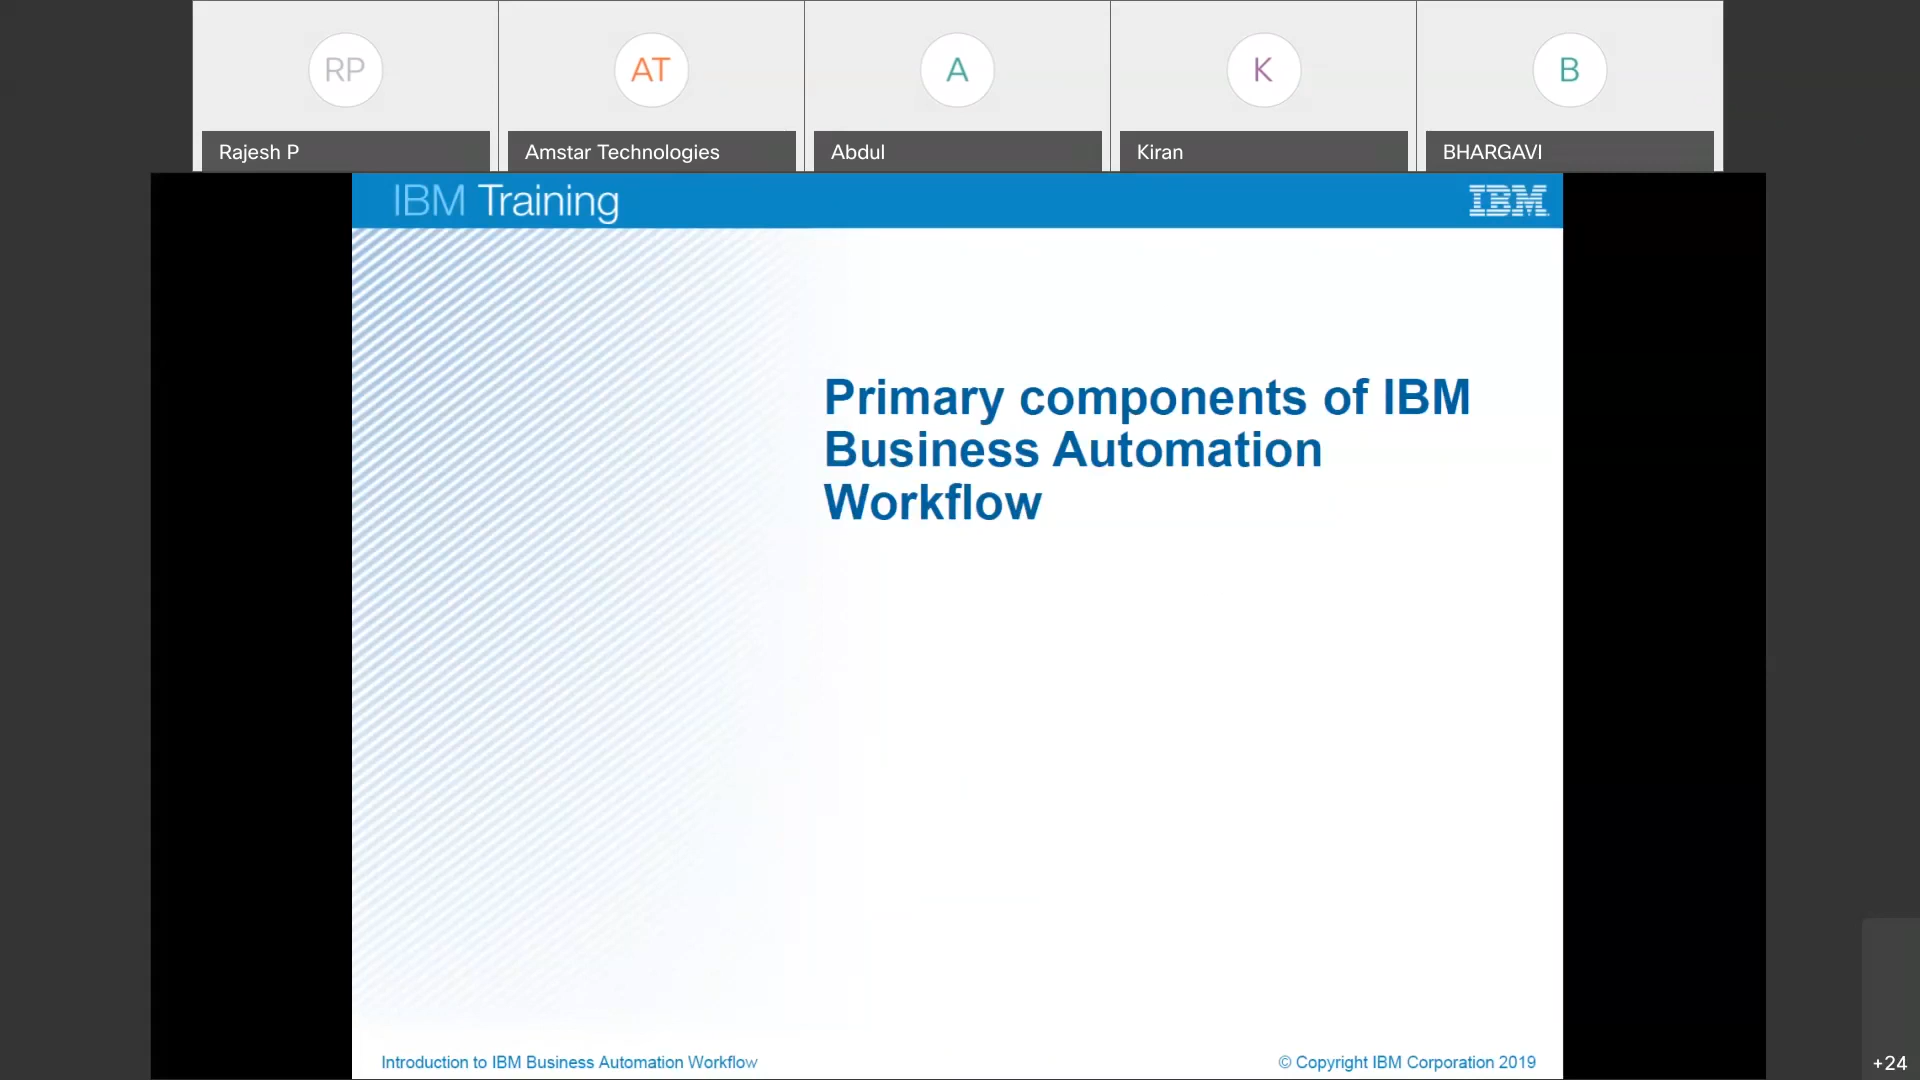 RP
AT
A
K
B
Rajesh P
Amstar Technologies
Abdul
Kiran
BHARGAVI
IBM Training
IBM
Primary components of IBM
Business Automation
Workflow
Introduction to IBM Business Automation Workflow
© Copyright IBM Corporation 2019
+24